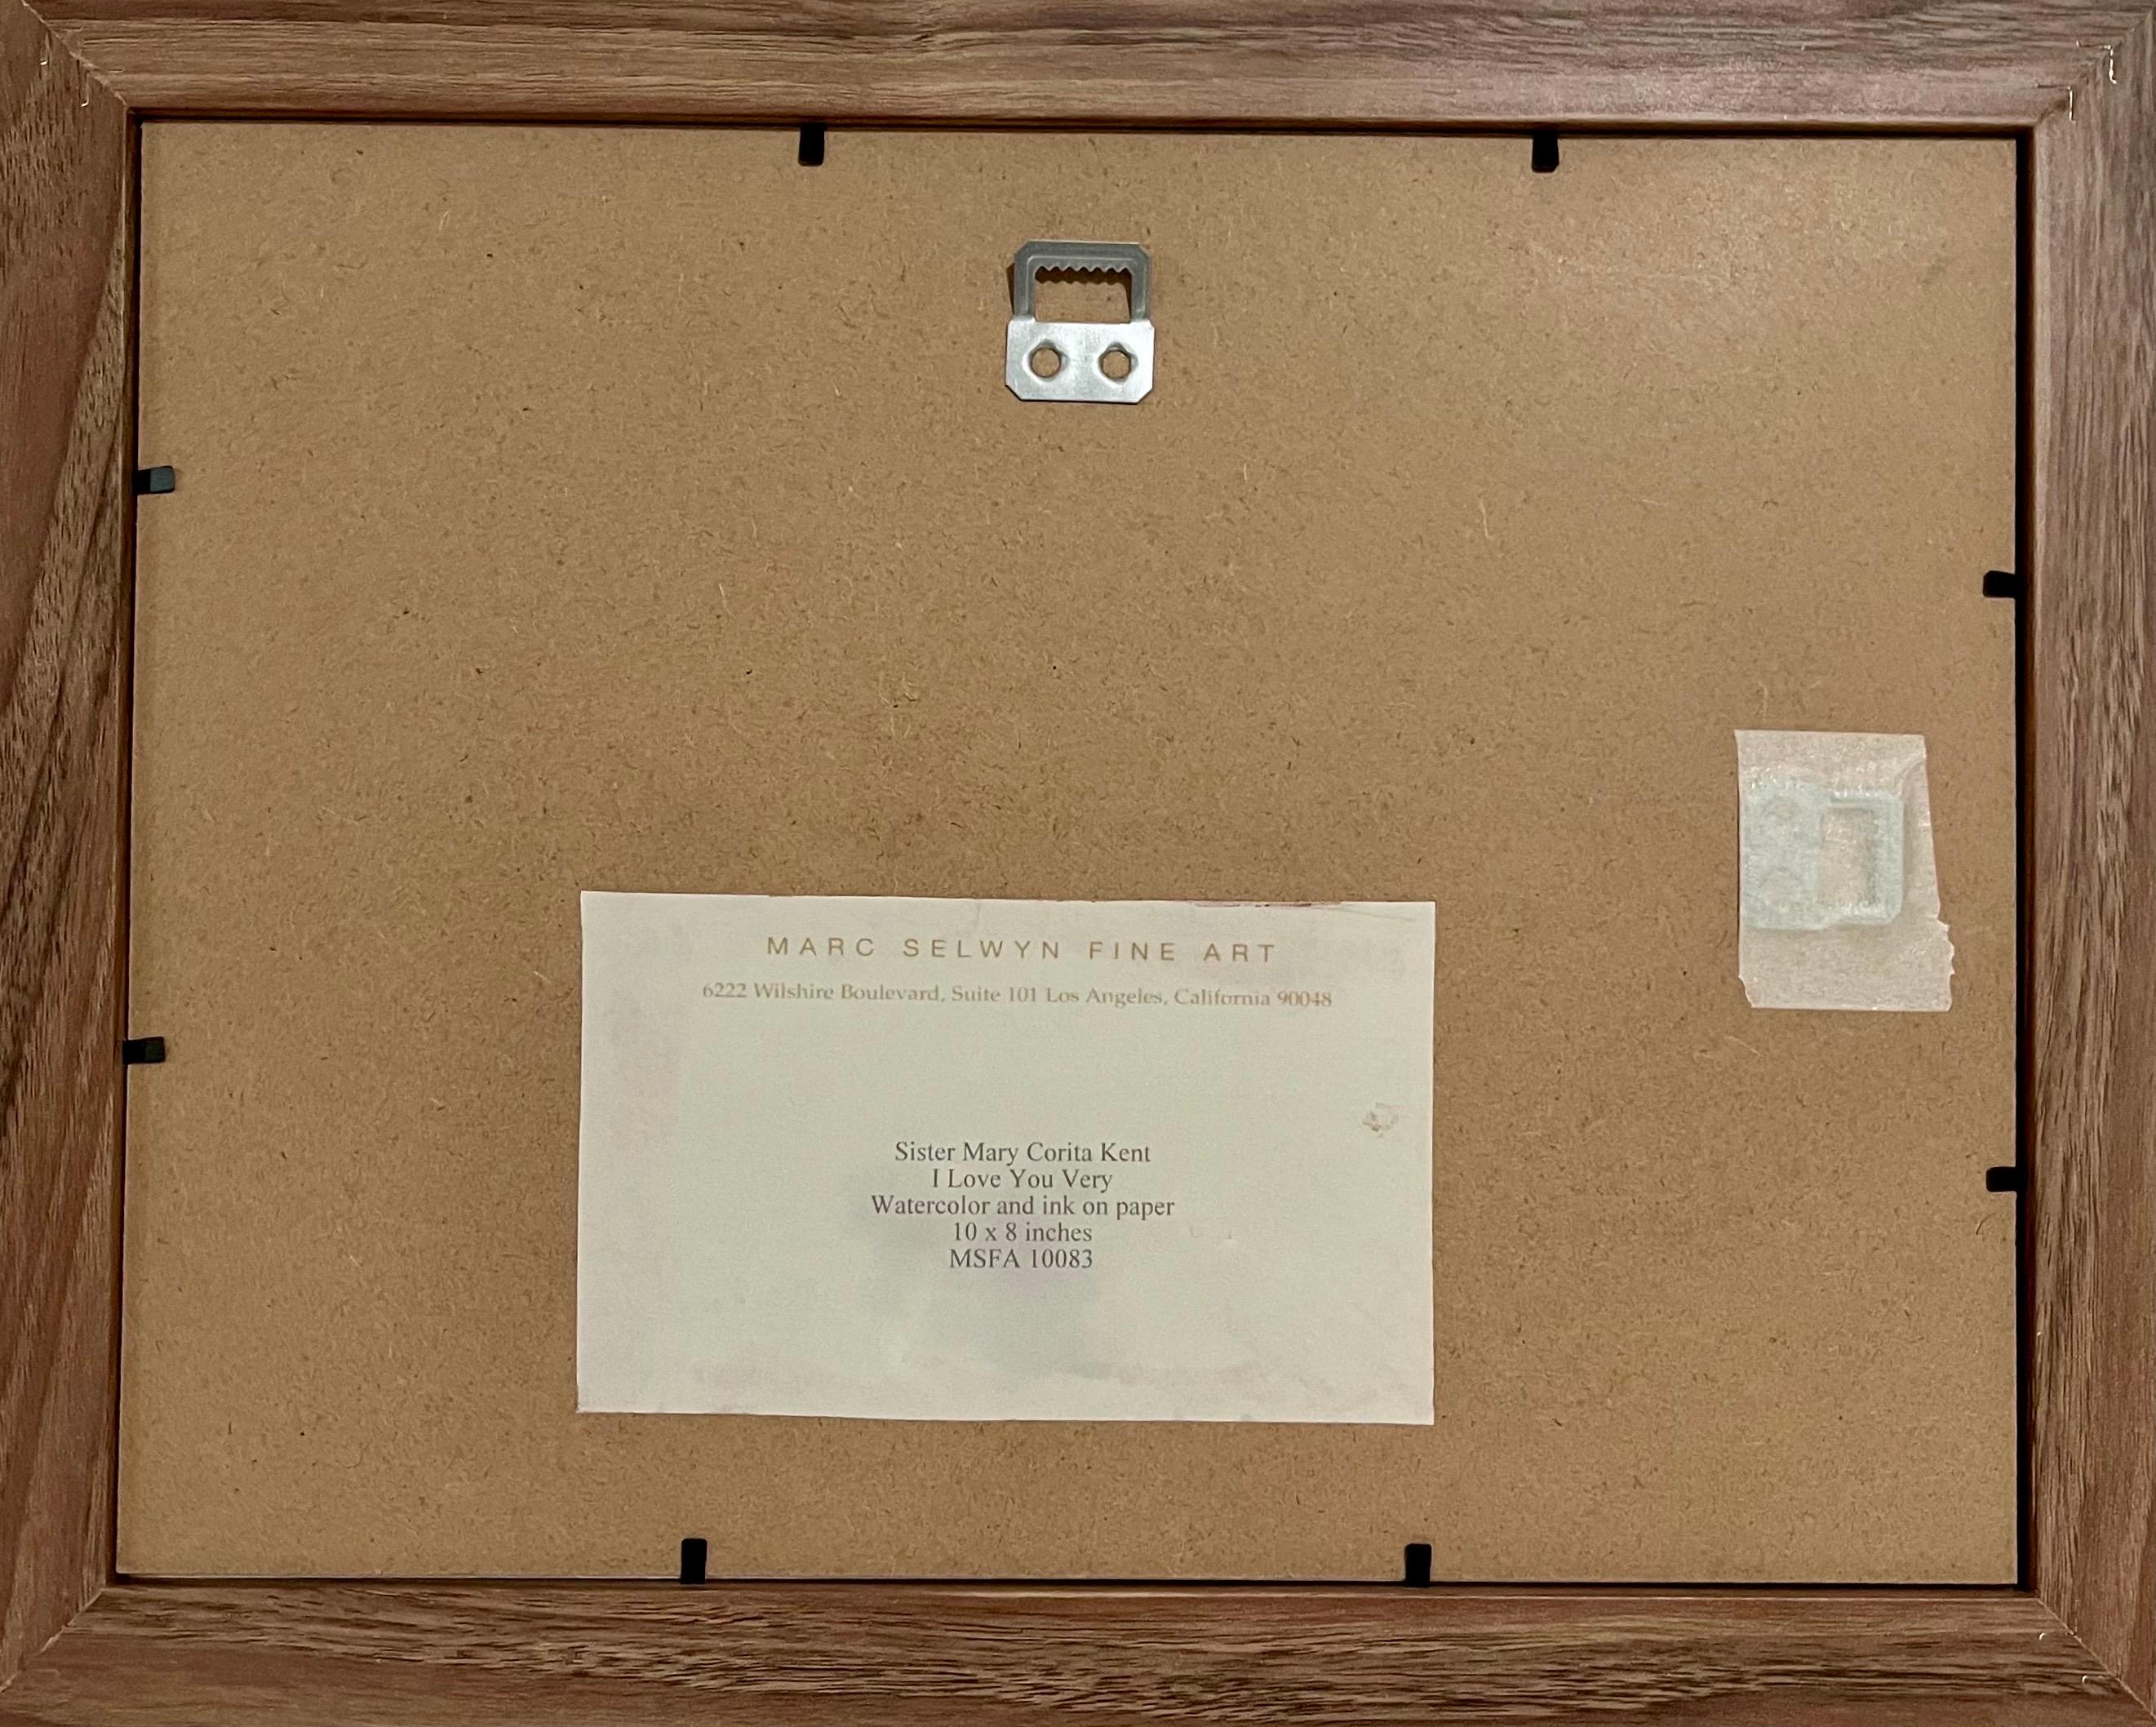 MARC SELWYN FINE ART
6222 Wilshire Boulevard, Suite 101 Los Angeles, California 90048
Sister Mary Corita Kent
I Love You Very
Watercolor and ink on paper
10 x 8 inches
MSFA 10083